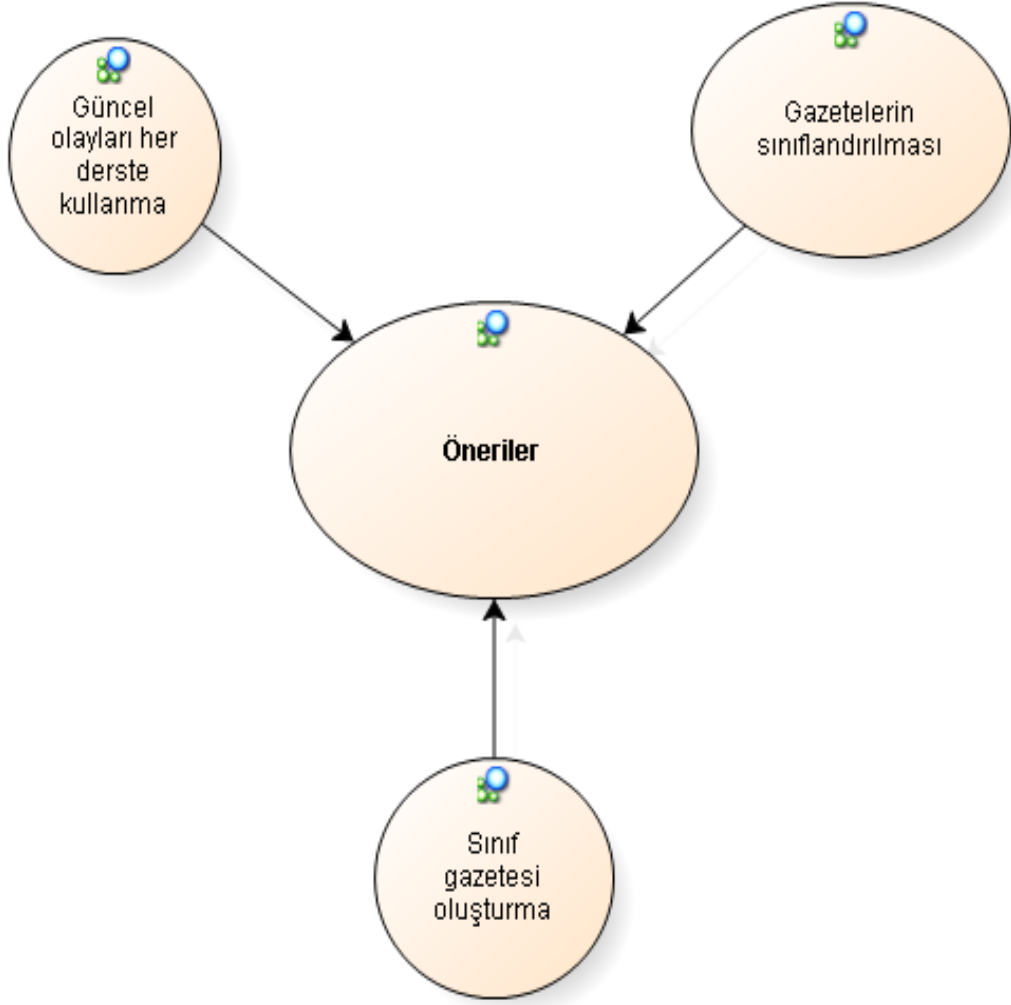 Güncel
olayları her
derste
kullanma
Gazetelerin
sınıflandırılması
Öneriler
Sınıf
gazetesi
oluşturma